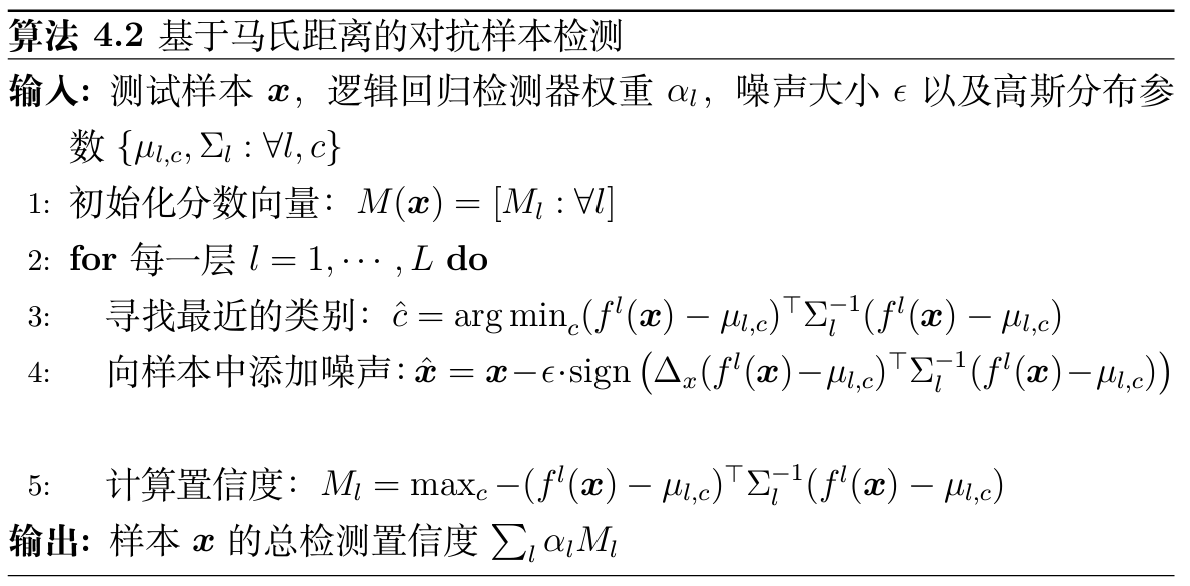 算法 4.2 基于马氏距离的对抗样本检测
输入: 测试样本 $\boldsymbol{x}$，逻辑回归检测器权重 $\alpha_l$，噪声大小 $\epsilon$ 以及高斯分布参
数 $\{\mu_{l,c}, \Sigma_l : \forall l, c\}$
1: 初始化分数向量：$M(\boldsymbol{x}) = [M_l : \forall l]$
2: for 每一层 $l = 1, \cdots, L$ do
3: 寻找最近的类别：$\hat{c} = \arg\min_c (f^l(\boldsymbol{x}) - \mu_{l,c})^\top \Sigma_l^{-1} (f^l(\boldsymbol{x}) - \mu_{l,c})$
4: 向样本中添加噪声：$\hat{\boldsymbol{x}} = \boldsymbol{x} - \epsilon \cdot \text{sign}\left(\Delta_x (f^l(\boldsymbol{x}) - \mu_{l,c})^\top \Sigma_l^{-1} (f^l(\boldsymbol{x}) - \mu_{l,c})\right)$
5: 计算置信度：$M_l = \max_c -(f^l(\boldsymbol{x}) - \mu_{l,c})^\top \Sigma_l^{-1} (f^l(\boldsymbol{x}) - \mu_{l,c})$
输出: 样本 $\boldsymbol{x}$ 的总检测置信度 $\sum_l \alpha_l M_l$